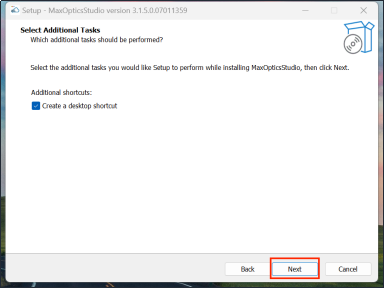 Setup - MaxOpticsStudio version 3.1.5.0.07011359
Select Additional Tasks
Which additional tasks should be performed?
Select the additional tasks you would like Setup to perform while installing MaxOpticsStudio, then click Next.
Additional shortcuts:
Create a desktop shortcut
Back
Next
Cancel